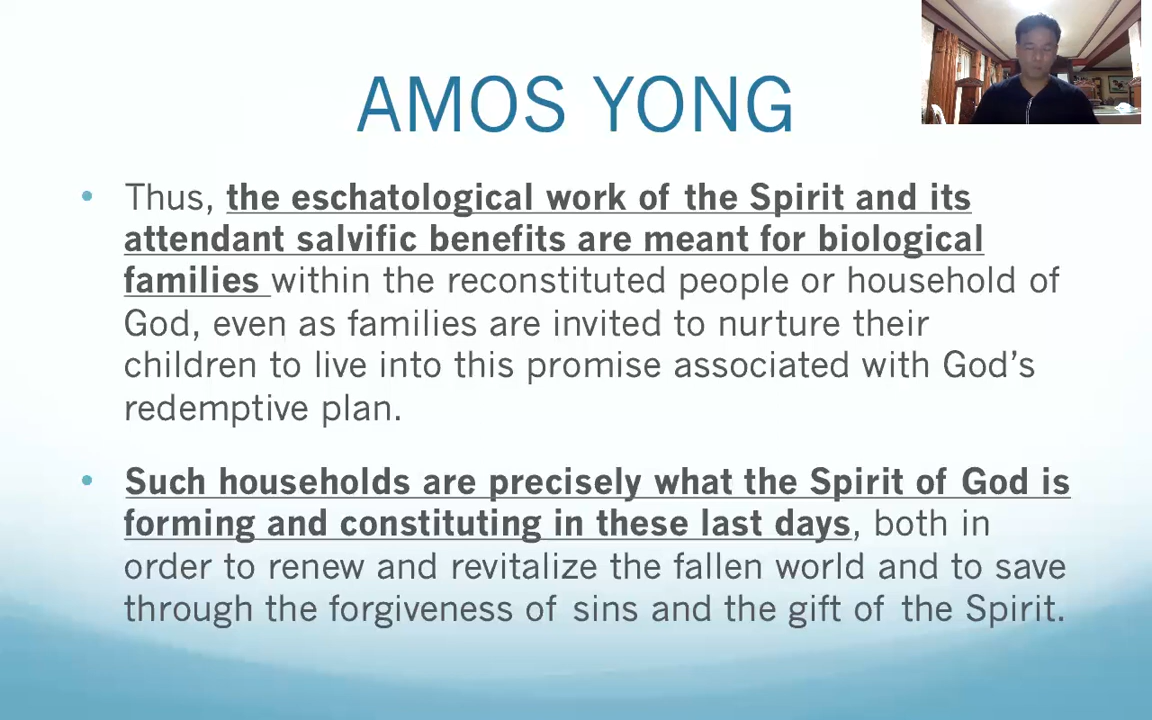 AMOS YONG
• Thus, the eschatological work of the Spirit and its
attendant salvific benefits are meant for biological
families within the reconstituted people or household of
God, even as families are invited to nurture their
children to live into this promise associated with God’s
redemptive plan.
• Such households are precisely what the Spirit of God is
forming and constituting in these last days, both in
order to renew and revitalize the fallen world and to save
through the forgiveness of sins and the gift of the Spirit.